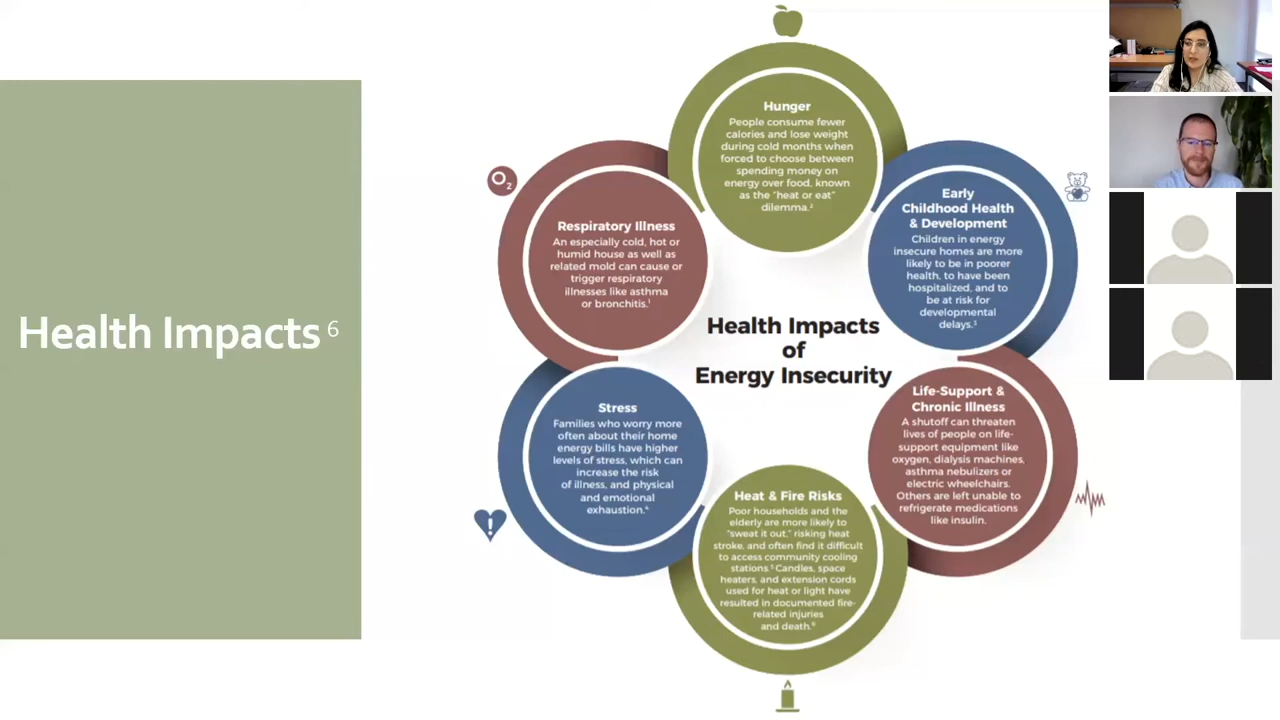 Health Impacts 6
Health Impacts
of
Energy Insecurity
Hunger
People consume fewer
calories and lose weight
during cold months when
forced to choose between
spending money on
energy over food, known
as the "heat or eat"
dilemma.²
Early
Childhood Health
& Development
Children in energy
insecure homes are more
likely to be in poorer
health, to have been
hospitalized, and to
be at risk for
developmental
delays.³
Life-Support &
Chronic Illness
A shutoff can threaten
lives of people on life-
support equipment like
oxygen, dialysis machines,
asthma nebulizers or
electric wheelchairs.
Others are left unable to
refrigerate medications
like insulin.
Heat & Fire Risks
Poor households and the
elderly are more likely to
"sweat it out," risking heat
stroke, and often find it difficult
to access community cooling
stations.⁵ Candles, space
heaters, and extension cords
used for heat or light have
resulted in documented fire-
related injuries
and death.⁶
Stress
Families who worry more
often about their home
energy bills have higher
levels of stress, which can
increase the risk
of illness, and physical
and emotional
exhaustion.⁴
Respiratory Illness
An especially cold, hot or
humid house as well as
related mold can cause or
trigger respiratory
illnesses like asthma
or bronchitis.¹
O₂